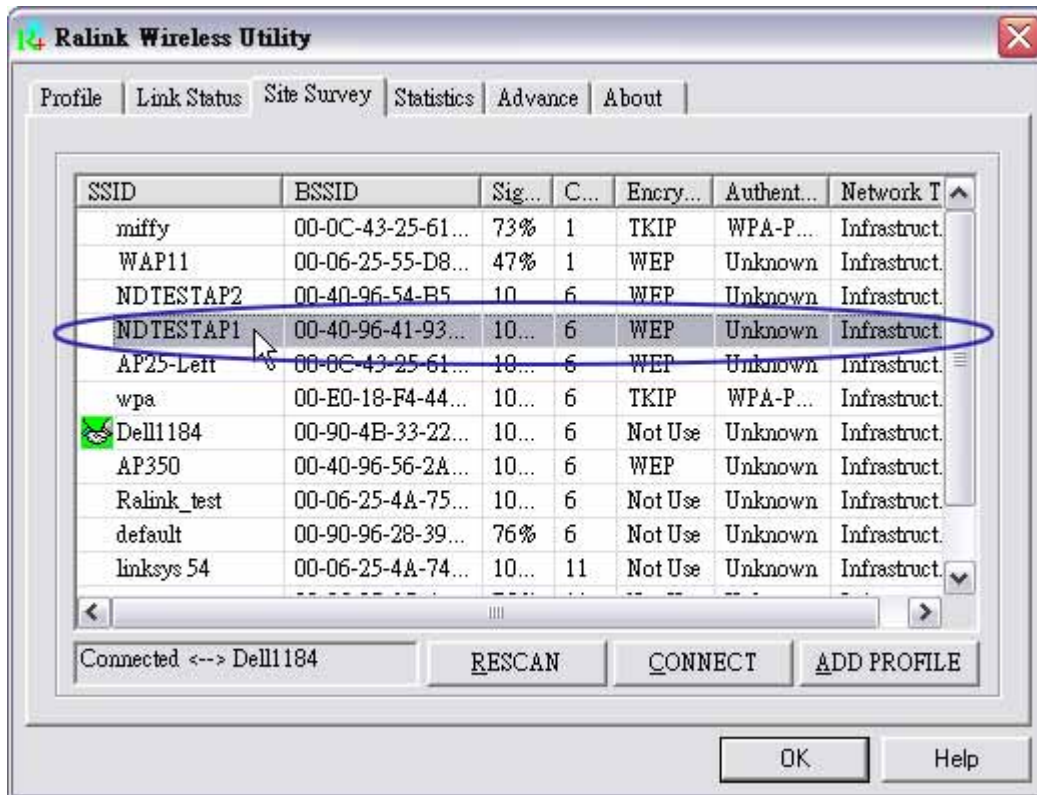 Ralink Wireless Utility
Profile Link Status Site Survey Statistics Advance About
SSID BSSID Sig... C... Encry... Authent... Network T
miffy 00-0C-43-25-61... 73% 1 TKIP WPA-P... Infrastruct.
WAP11 00-06-25-55-D8... 47% 1 WEP Unknown Infrastruct.
NDTESTAP2 00-40-96-54-B5... 10... 6 WEP Unknown Infrastruct.
NDTESTAP1 00-40-96-41-93... 10... 6 WEP Unknown Infrastruct.
AP25-Left 00-0C-43-25-61... 10... 6 WEP Unknown Infrastruct.
wpa 00-E0-18-F4-44... 10... 6 TKIP WPA-P... Infrastruct.
Dell1184 00-90-4B-33-22... 10... 6 Not Use Unknown Infrastruct.
AP350 00-40-96-56-2A... 10... 6 WEP Unknown Infrastruct.
Ralink_test 00-06-25-4A-75... 10... 6 Not Use Unknown Infrastruct.
default 00-90-96-28-39... 76% 6 Not Use Unknown Infrastruct.
linksys 54 00-06-25-4A-74... 10... 11 Not Use Unknown Infrastruct.
Connected <--> Dell1184 RESCAN CONNECT ADD PROFILE
OK Help